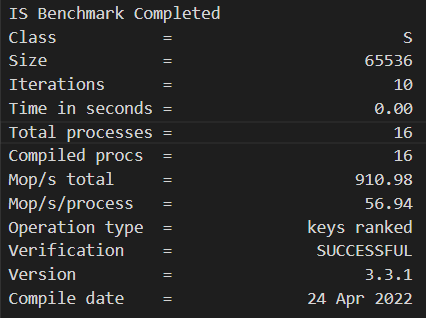 IS Benchmark Completed
Class           =                        S
Size            =                    65536
Iterations      =                       10
Time in seconds =                     0.00
Total processes =                       16
Compiled procs  =                       16
Mop/s total     =                   910.98
Mop/s/process   =                    56.94
Operation type  =              keys ranked
Verification    =               SUCCESSFUL
Version         =                    3.3.1
Compile date    =              24 Apr 2022